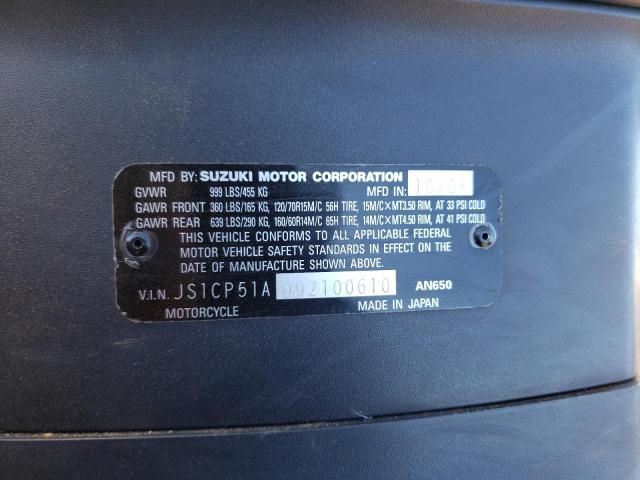 MFD BY: SUZUKI MOTOR CORPORATION
GVWR 999 LBS/455 KG MFD IN:
GAWR FRONT 360 LBS/165 KG, 120/70R15M/C 56H TIRE, 15M/C×MT3.50 RIM, AT 33 PSI COLD
GAWR REAR 639 LBS/290 KG, 160/60R14M/C 65H TIRE, 14M/C×MT4.50 RIM, AT 41 PSI COLD
THIS VEHICLE CONFORMS TO ALL APPLICABLE FEDERAL
MOTOR VEHICLE SAFETY STANDARDS IN EFFECT ON THE
DATE OF MANUFACTURE SHOWN ABOVE.
V.I.N. JS1CP51A992100610 AN650
MOTORCYCLE MADE IN JAPAN